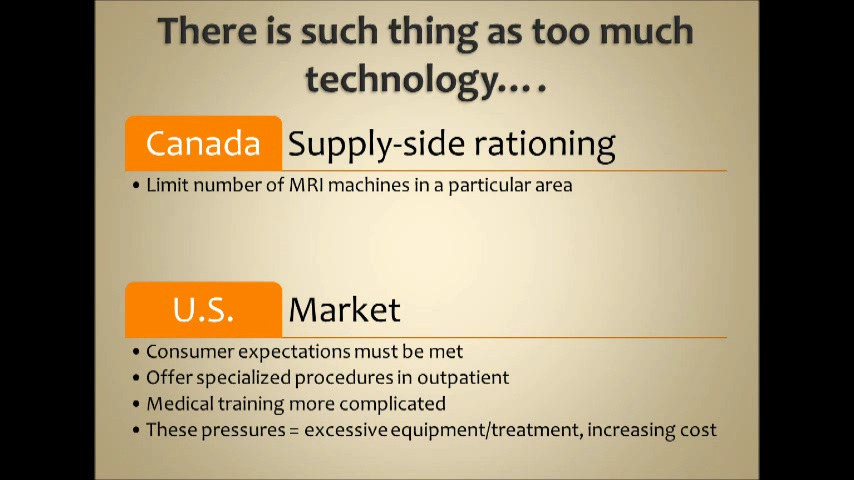 There is such thing as too much
technology....
Canada Supply-side rationing
• Limit number of MRI machines in a particular area
U.S. Market
• Consumer expectations must be met
• Offer specialized procedures in outpatient
• Medical training more complicated
• These pressures = excessive equipment/treatment, increasing cost